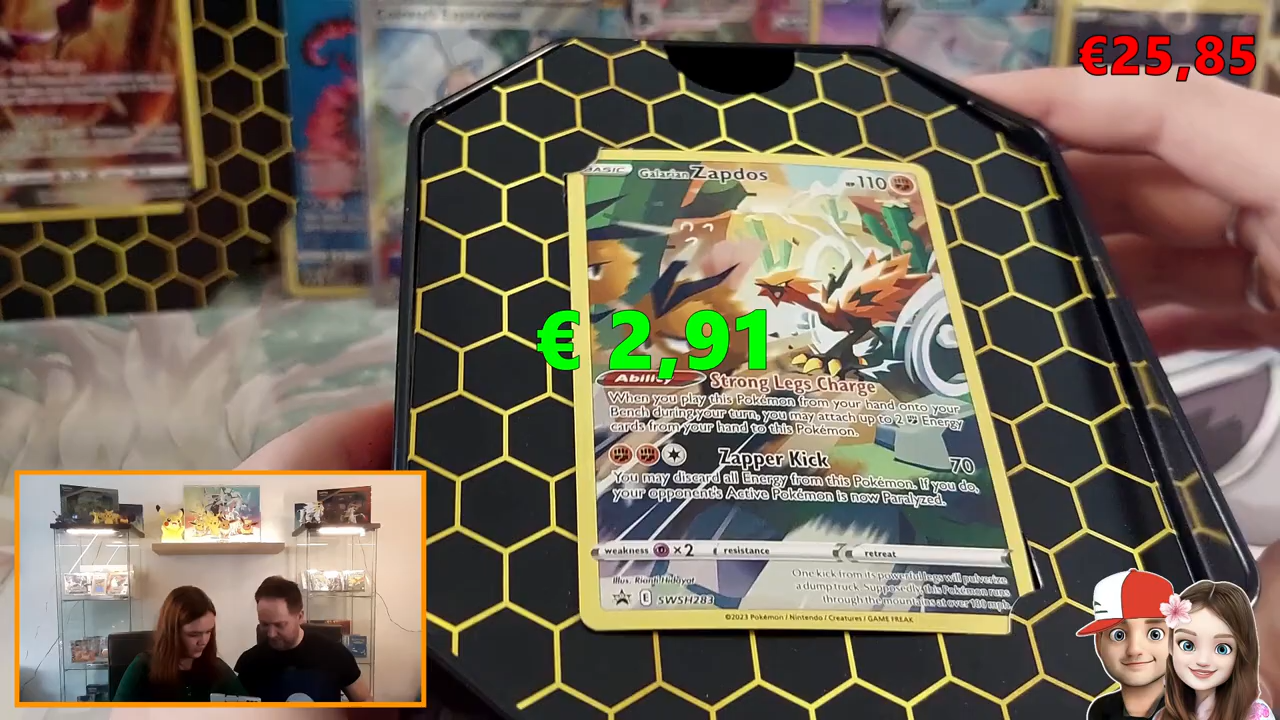 €25,85
BASIC Galarian Zapdos HP 110
€ 2,91
Ability Strong Legs Charge
When you play this Pokémon from your hand onto your
Bench during your turn, you may attach up to 2 Energy
cards from your hand to this Pokémon.
Zapper Kick 70
You may discard all Energy from this Pokémon. If you do,
your opponent's Active Pokémon is now Paralyzed.
weakness ×2 resistance retreat
Illus. Rianti Hidayat
E SWSH283
One kick from its powerful legs will pulverize
a dump truck. Supposedly, this Pokémon runs
through the mountains at over 180 mph.
©2023 Pokémon / Nintendo / Creatures / GAME FREAK